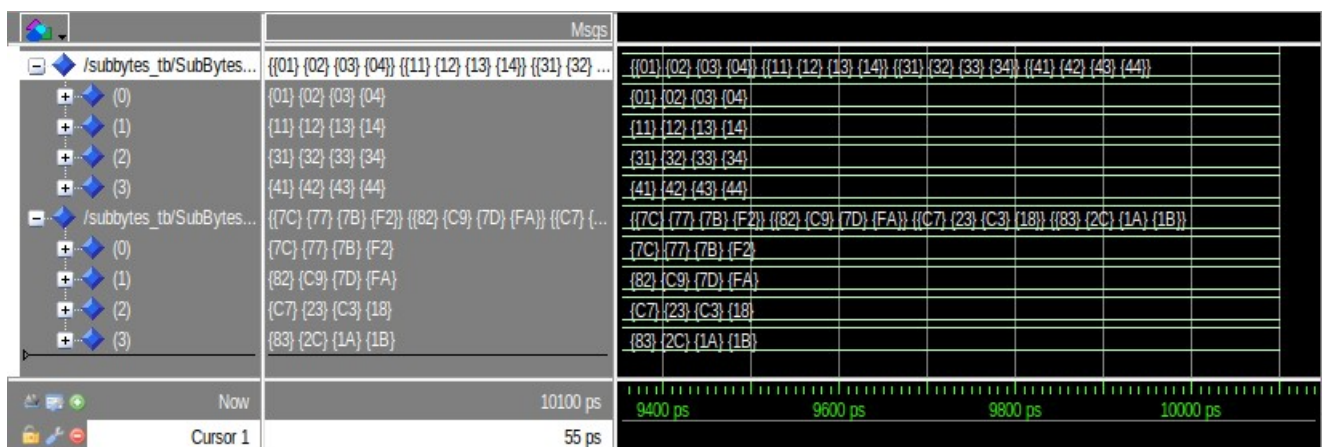 Msgs
/subbytes_tb/SubBytes... {{01} {02} {03} {04}} {{11} {12} {13} {14}} {{31} {32} ... {{01} {02} {03} {04}} {{11} {12} {13} {14}} {{31} {32} {33} {34}} {{41} {42} {43} {44}}
(0) {01} {02} {03} {04} {01} {02} {03} {04}
(1) {11} {12} {13} {14} {11} {12} {13} {14}
(2) {31} {32} {33} {34} {31} {32} {33} {34}
(3) {41} {42} {43} {44} {41} {42} {43} {44}
/subbytes_tb/SubBytes... {{7C} {77} {7B} {F2}} {{82} {C9} {7D} {FA}} {{C7} {... {{7C} {77} {7B} {F2}} {{82} {C9} {7D} {FA}} {{C7} {23} {C3} {18}} {{83} {2C} {1A} {1B}}
(0) {7C} {77} {7B} {F2} {7C} {77} {7B} {F2}
(1) {82} {C9} {7D} {FA} {82} {C9} {7D} {FA}
(2) {C7} {23} {C3} {18} {C7} {23} {C3} {18}
(3) {83} {2C} {1A} {1B} {83} {2C} {1A} {1B}
Now 10100 ps 9400 ps 9600 ps 9800 ps 10000 ps
Cursor 1 55 ps